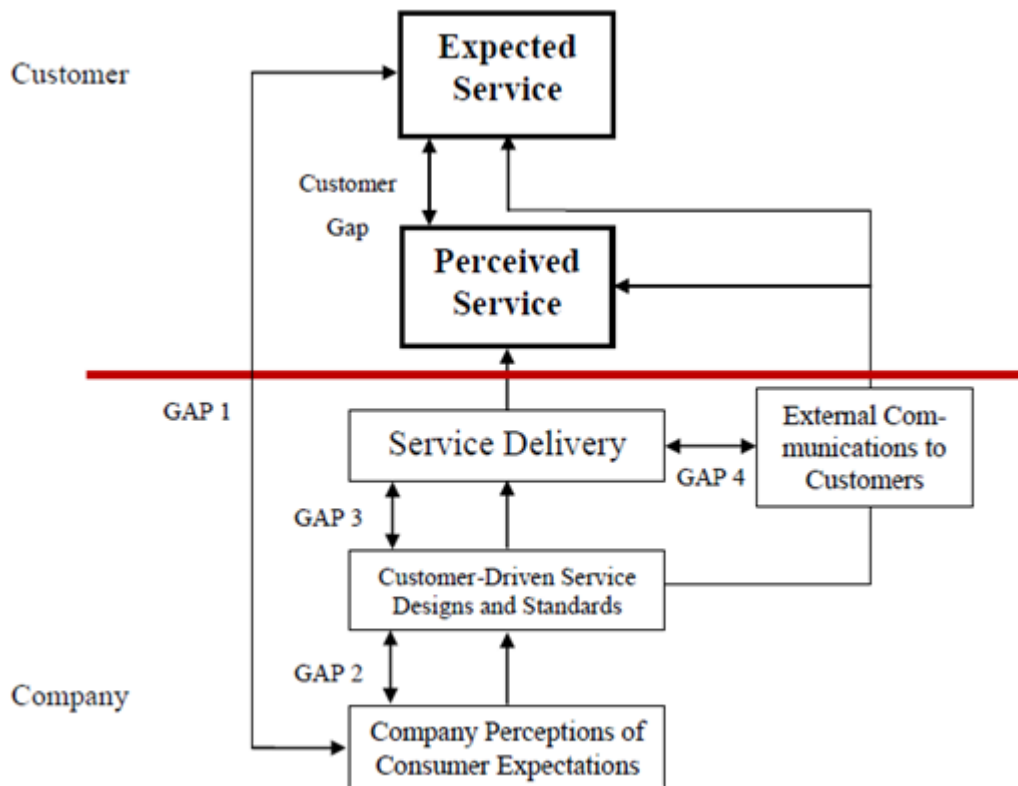 Customer
Expected
Service
Customer
Gap
Perceived
Service
GAP 1
Service Delivery
GAP 4
External Com-
munications to
Customers
GAP 3
Customer-Driven Service
Designs and Standards
GAP 2
Company
Company Perceptions of
Consumer Expectations